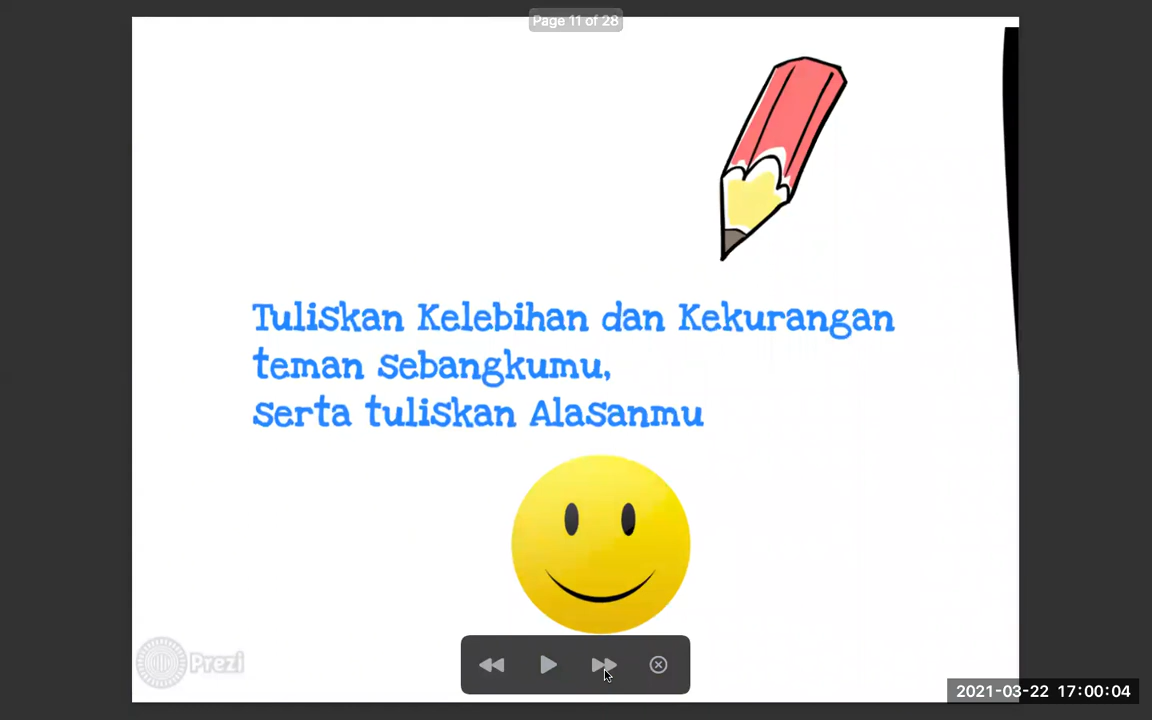 Page 11 of 28
Tuliskan Kelebihan dan Kekurangan
teman sebangkumu,
serta tuliskan Alasanmu
Prezi
2021-03-22 17:00:04